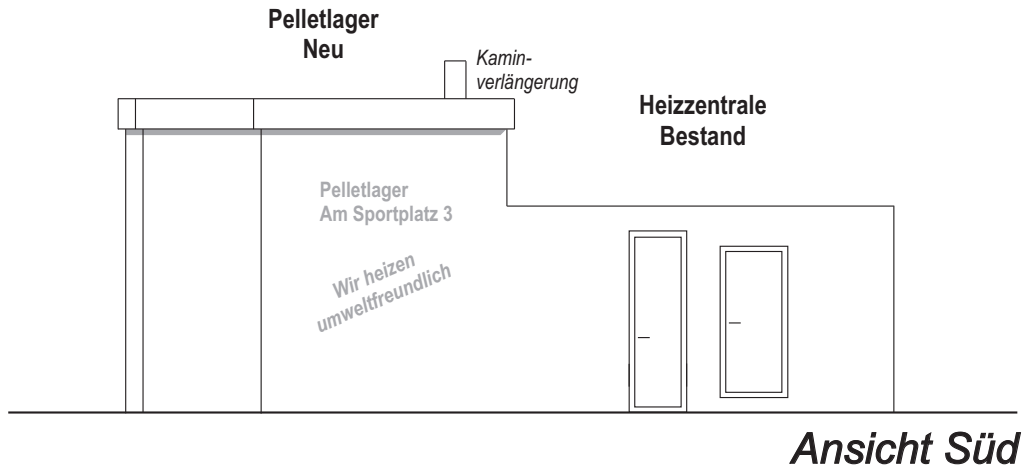 Pelletlager
Neu
Kamin-
verlängerung
Heizzentrale
Bestand
Pelletlager
Am Sportplatz 3
Wir heizen
umweltfreundlich
Ansicht Süd